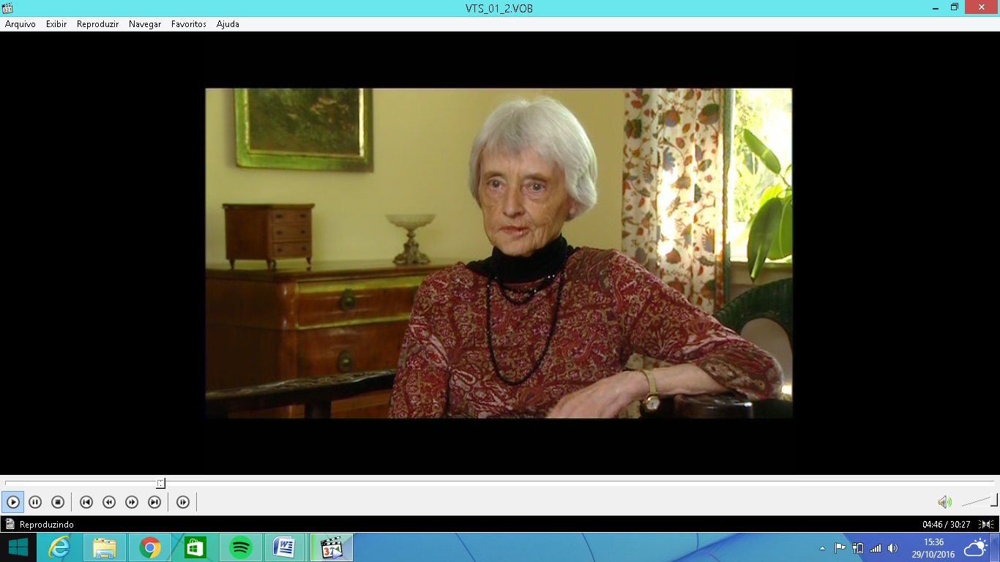 VTS_01_2.VOB
Arquivo Exibir Reproduzir Navegar Favoritos Ajuda
Reproduzindo
04:46 / 30:27
15:36
29/10/2016